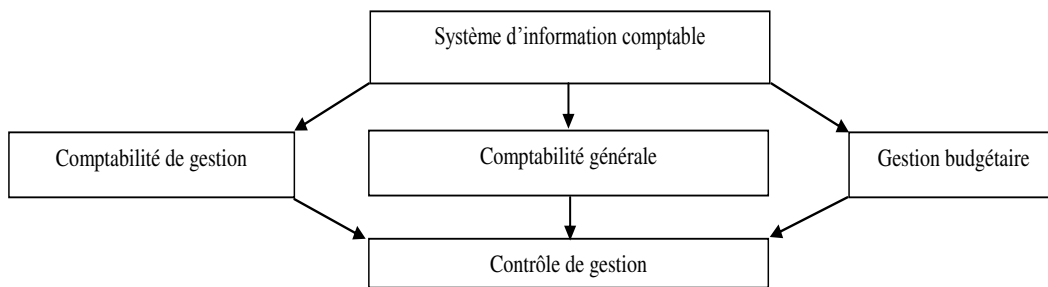 Système d'information comptable
Comptabilité de gestion
Comptabilité générale
Gestion budgétaire
Contrôle de gestion